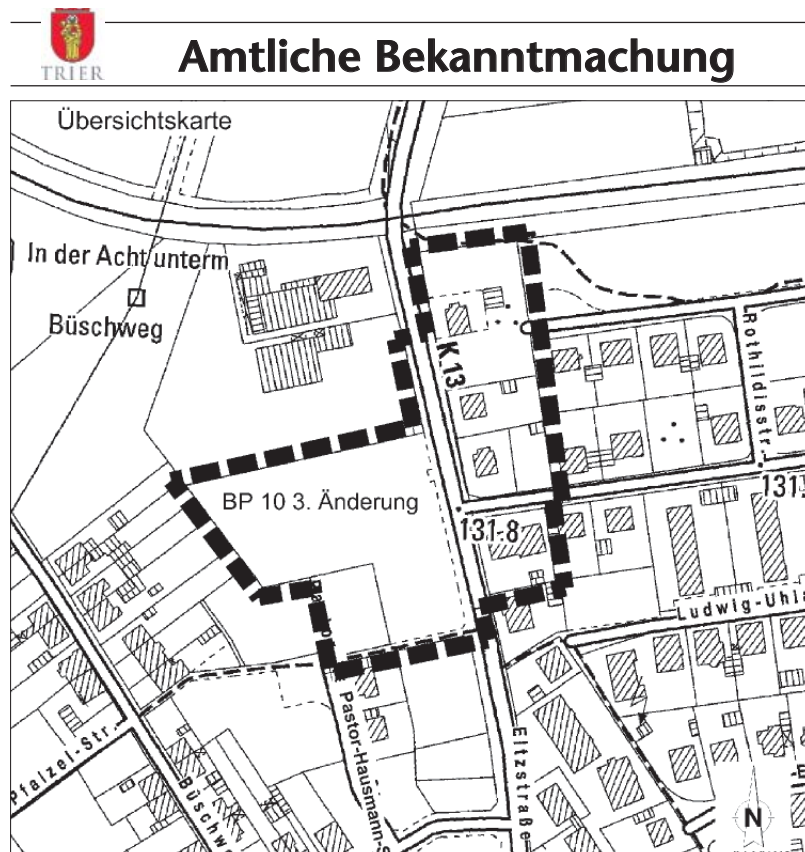 TRIER
Amtliche Bekanntmachung
Übersichtskarte
In der Acht unterm
Büschweg
K 13
Rothildisstr.
BP 10 3. Änderung
131.8
131.
Ludwig-Uhla
Pfalzel-Str.
Büschwe
Pastor-Hausmann-S
Eltzstraße
N